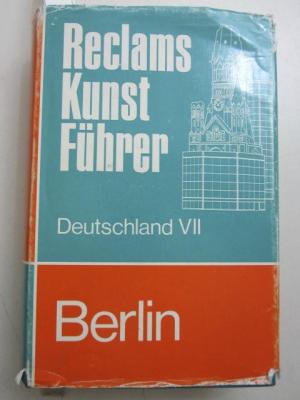 Reclams
Kunst
Führer
Deutschland VII
Berlin